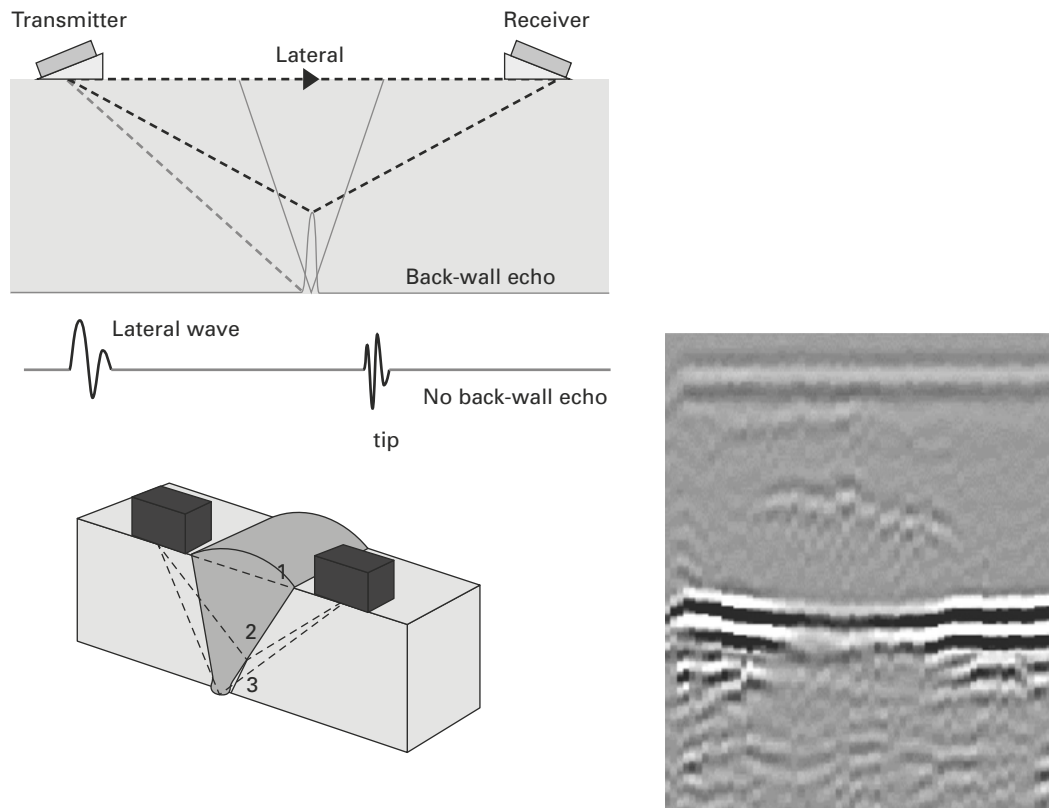 Transmitter
Receiver
Lateral
Back-wall echo
Lateral wave
No back-wall echo
tip
1
2
3